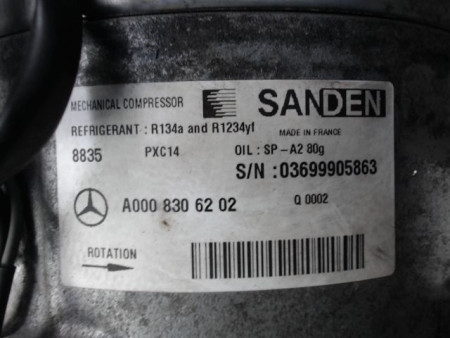 MECHANICAL COMPRESSOR SANDEN
REFRIGERANT : R134a and R1234yf MADE IN FRANCE
8835 PXC14 OIL : SP-A2 80g
S/N : 03699905863
A000 830 62 02 Q 0002
ROTATION